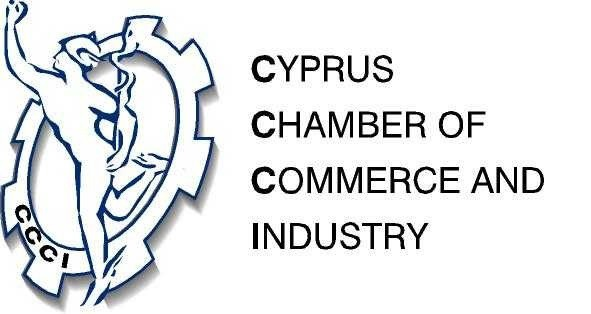 CYPRUS
CHAMBER OF
COMMERCE AND
INDUSTRY
CCCI